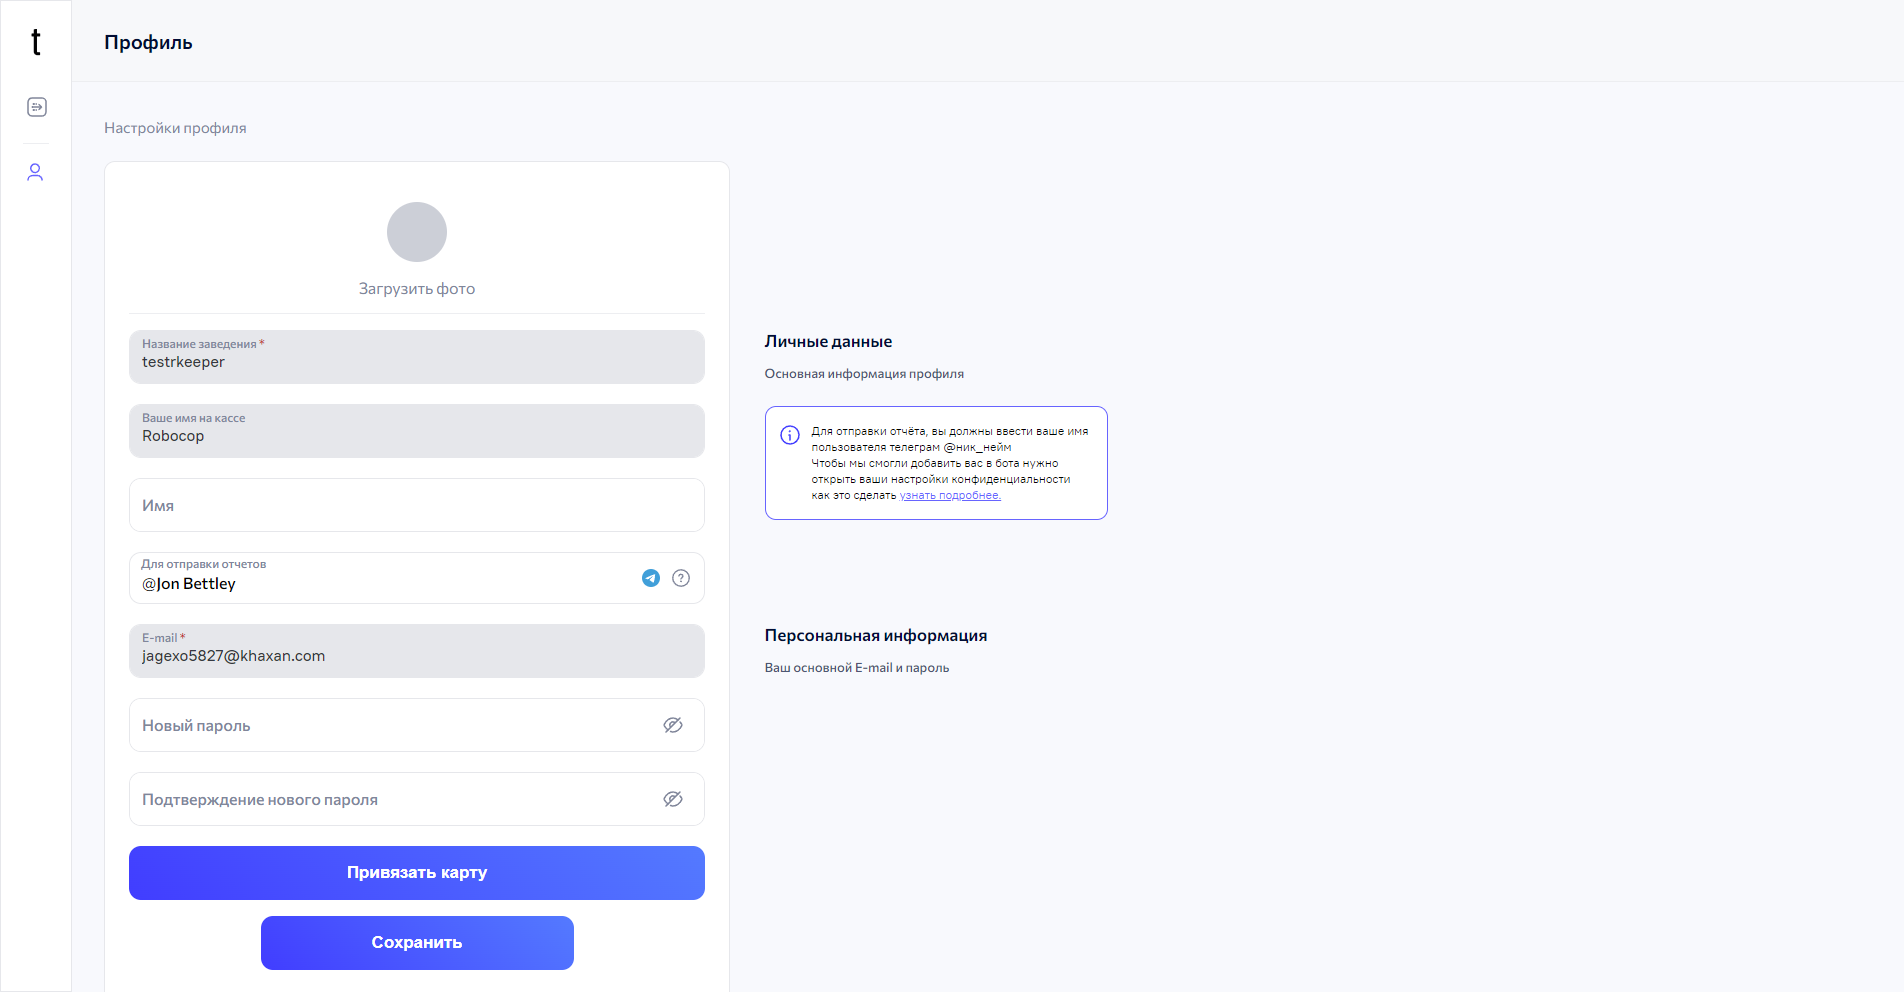 t
Профиль
Настройки профиля
Загрузить фото
Название заведения *
testrkeeper
Ваше имя на кассе
Robocop
Имя
Для отправки отчетов
@Jon Bettley
E-mail *
jagexo5827@khaxan.com
Новый пароль
Подтверждение нового пароля
Привязать карту
Сохранить
Личные данные
Основная информация профиля
Для отправки отчёта, вы должны ввести ваше имя
пользователя телеграм @ник_нейм
Чтобы мы смогли добавить вас в бота нужно
открыть ваши настройки конфиденциальности
как это сделать узнать подробнее.
Персональная информация
Ваш основной E-mail и пароль